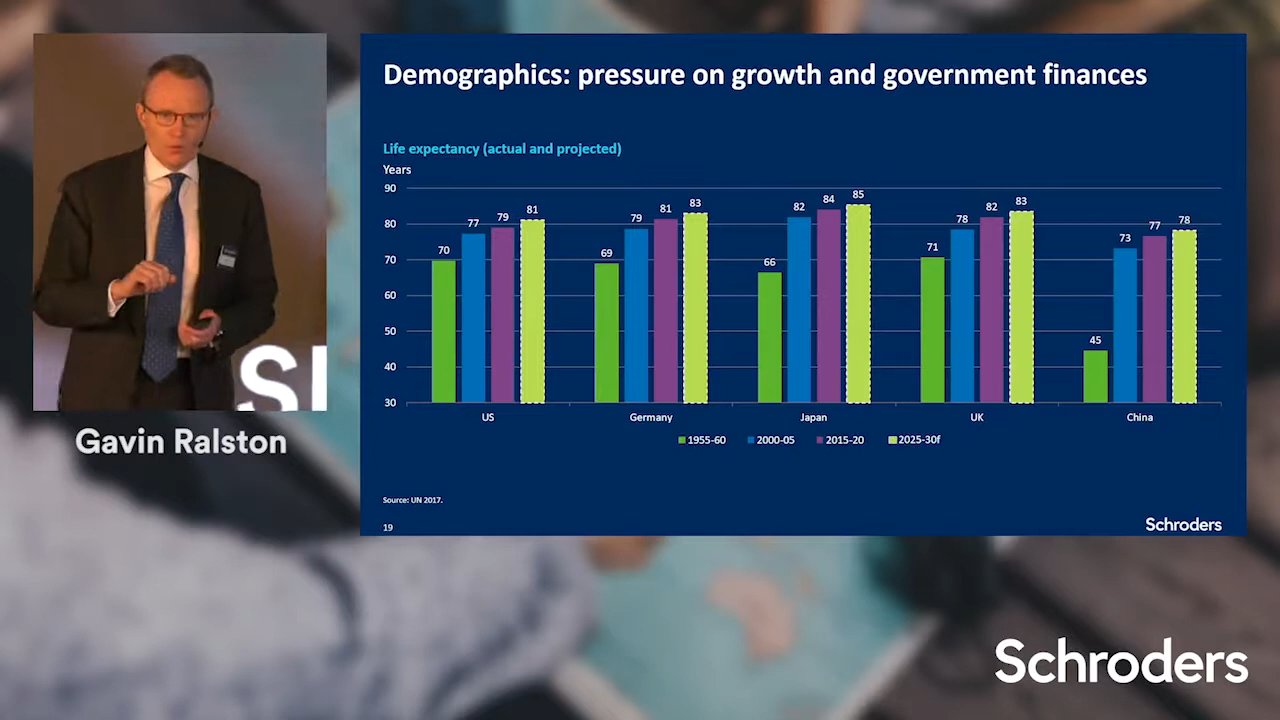 Demographics: pressure on growth and government finances
Life expectancy (actual and projected)
Years
90
80
70
60
50
40
30
70 77 79 81
69 79 81 83
66 82 84 85
71 78 82 83
45 73 77 78
US Germany Japan UK China
1955-60 2000-05 2015-20 2025-30f
Source: UN 2017.
19
Schroders
Gavin Ralston
Schroders